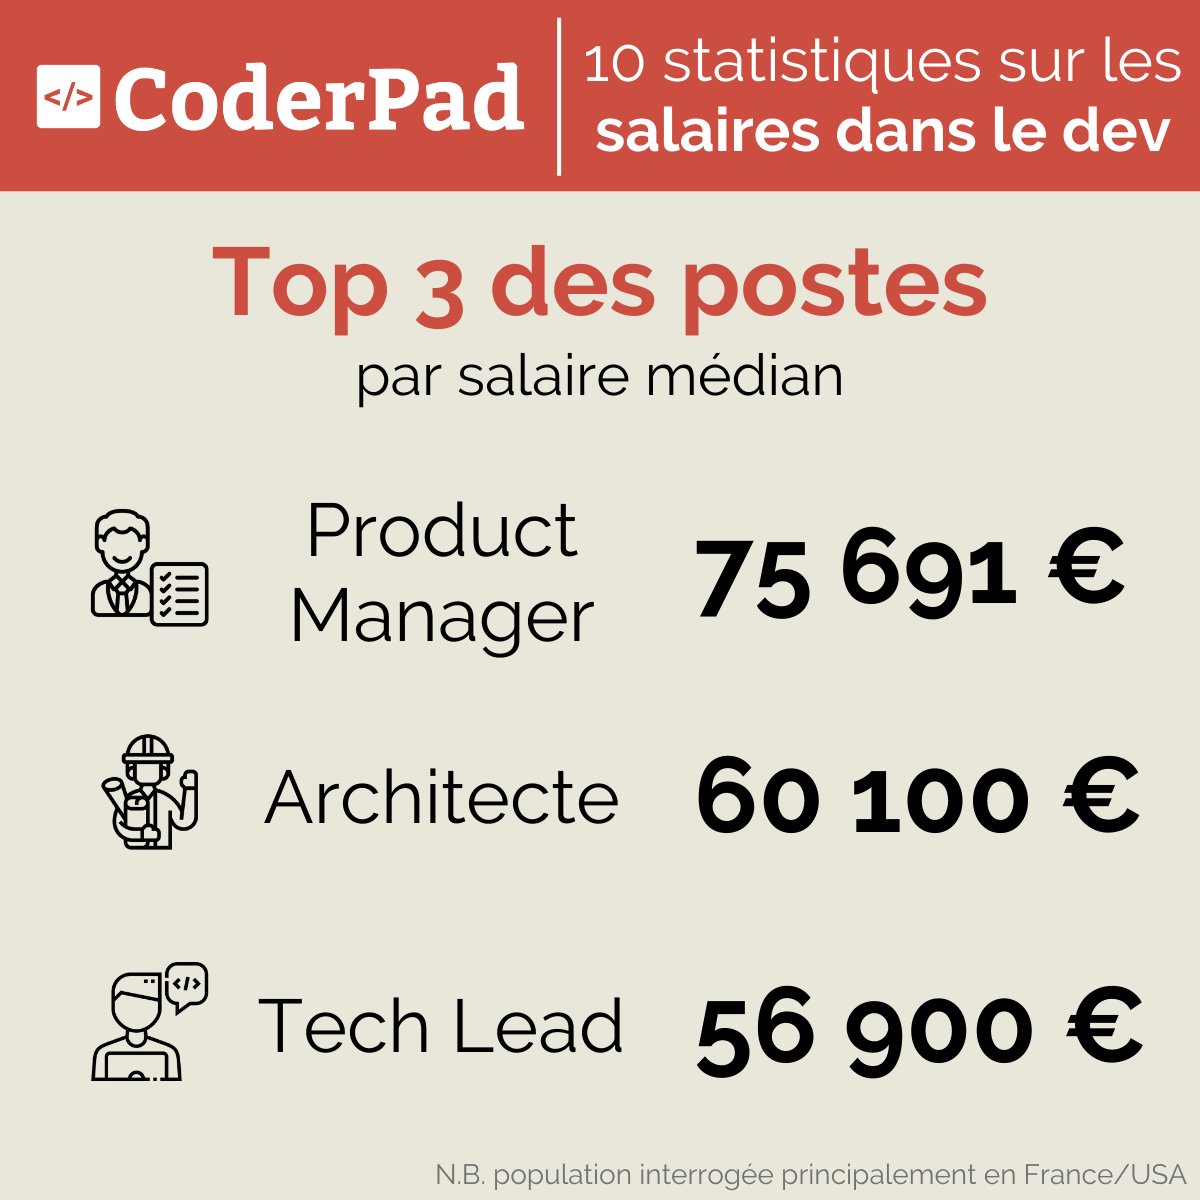 </> CoderPad
10 statistiques sur les
salaires dans le dev
Top 3 des postes
par salaire médian
Product
Manager
75 691 €
Architecte
60 100 €
Tech Lead
56 900 €
</>
N.B. population interrogée principalement en France/USA